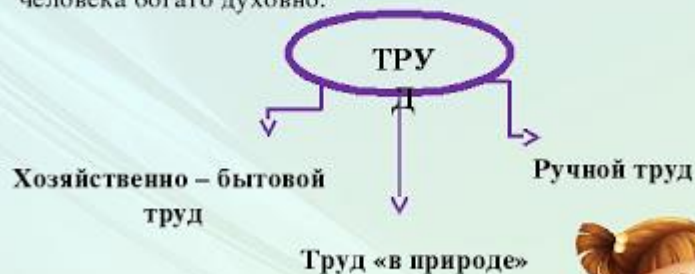 человека богато духовно.
ТРУ
Д
Хозяйственно – бытовой
труд
Ручной труд
Труд «в природе»